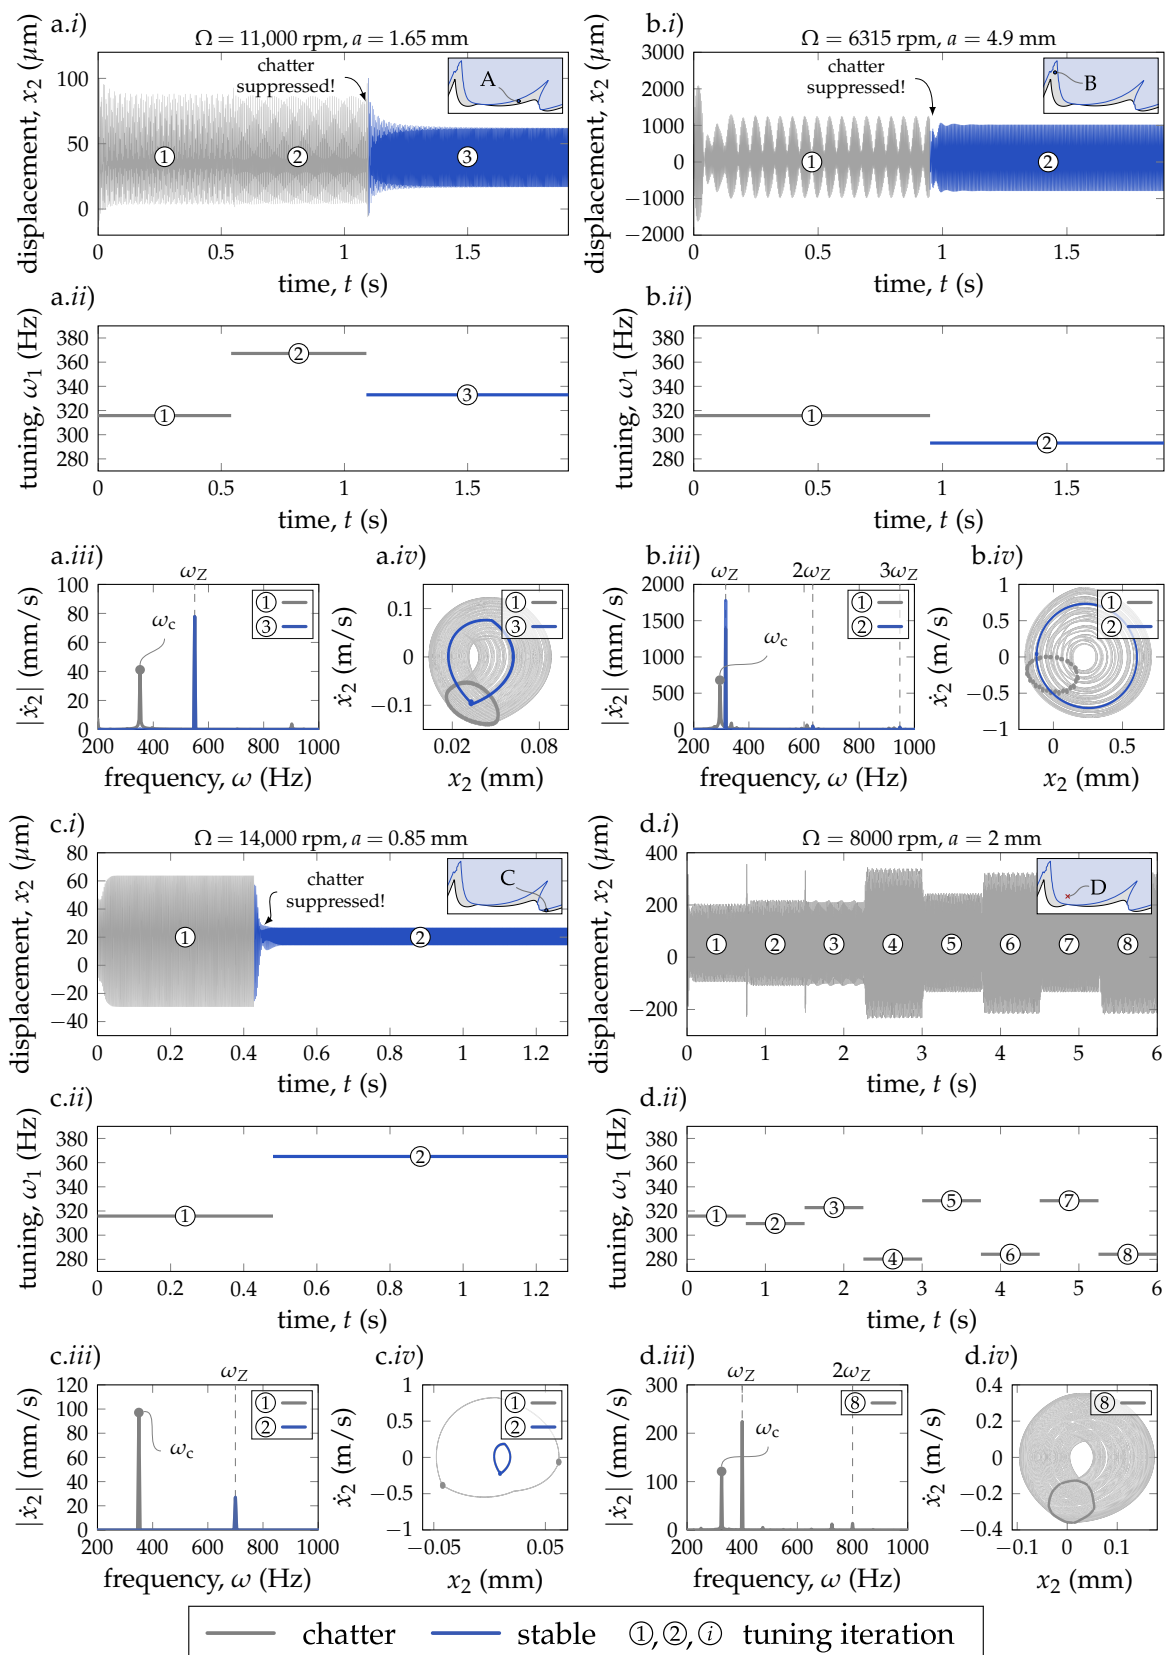 a.i)
Ω = 11,000 rpm, a = 1.65 mm
displacement, x₂ (μm)
100
50
0
chatter
suppressed!
A
① ② ③
0 0.5 1 1.5
time, t (s)
b.i)
Ω = 6315 rpm, a = 4.9 mm
displacement, x₂ (μm)
3000
2000
1000
0
−1000
−2000
chatter
suppressed!
B
① ②
0 0.5 1 1.5
time, t (s)
a.ii)
tuning, ω₁ (Hz)
380
360
340
320
300
280
① ② ③
0 0.5 1 1.5
time, t (s)
b.ii)
tuning, ω₁ (Hz)
380
360
340
320
300
280
① ②
0 0.5 1 1.5
time, t (s)
a.iii)
|ẋ₂| (mm/s)
ω_Z
100
80
60
40
20
0
ω_c
①
③
200 400 600 800 1000
frequency, ω (Hz)
a.iv)
ẋ₂ (m/s)
0.1
0
−0.1
①
③
0.02 0.08
x₂ (mm)
b.iii)
|ẋ₂| (mm/s)
ω_Z 2ω_Z 3ω_Z
2000
1500
1000
500
0
ω_c
①
②
200 400 600 800 1000
frequency, ω (Hz)
b.iv)
ẋ₂ (m/s)
1
0.5
0
−0.5
−1
①
②
0 0.5
x₂ (mm)
c.i)
Ω = 14,000 rpm, a = 0.85 mm
displacement, x₂ (μm)
80
60
40
20
0
−20
−40
chatter
suppressed!
C
① ②
0 0.2 0.4 0.6 0.8 1 1.2
time, t (s)
d.i)
Ω = 8000 rpm, a = 2 mm
displacement, x₂ (μm)
400
200
0
−200
D
① ② ③ ④ ⑤ ⑥ ⑦ ⑧
0 1 2 3 4 5 6
time, t (s)
c.ii)
tuning, ω₁ (Hz)
380
360
340
320
300
280
① ②
0 0.2 0.4 0.6 0.8 1 1.2
time, t (s)
d.ii)
tuning, ω₁ (Hz)
380
360
340
320
300
280
① ② ③ ④ ⑤ ⑥ ⑦ ⑧
0 1 2 3 4 5 6
time, t (s)
c.iii)
|ẋ₂| (mm/s)
ω_Z
120
100
80
60
40
20
0
ω_c
①
②
200 400 600 800 1000
frequency, ω (Hz)
c.iv)
ẋ₂ (m/s)
1
0.5
0
−0.5
−1
①
②
−0.05 0.05
x₂ (mm)
d.iii)
|ẋ₂| (mm/s)
ω_Z 2ω_Z
300
200
100
0
ω_c
⑧
200 400 600 800 1000
frequency, ω (Hz)
d.iv)
ẋ₂ (m/s)
0.4
0.2
0
−0.2
−0.4
⑧
−0.1 0 0.1
x₂ (mm)
chatter stable ①,②,ⓘ tuning iteration